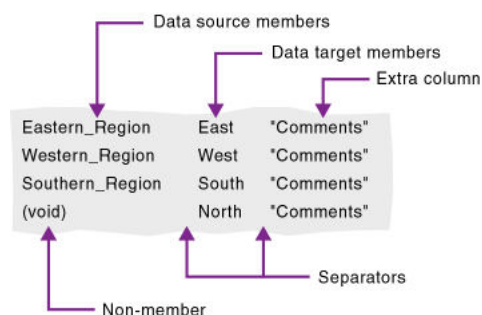 Data source members
Data target members
Extra column
Eastern_Region East "Comments"
Western_Region West "Comments"
Southern_Region South "Comments"
(void) North "Comments"
Separators
Non-member